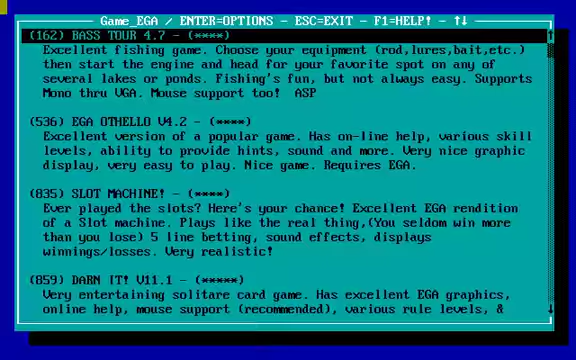 Game_EGA / ENTER=OPTIONS - ESC=EXIT - F1=HELP! - ↑↓
(162) BASS TOUR 4.7 - (****)
Excellent fishing game. Choose your equipment (rod,lures,bait,etc.)
then start the engine and head for your favorite spot on any of
several lakes or ponds. Fishing's fun, but not always easy. Supports
Mono thru VGA. Mouse support too!  ASP
(536) EGA OTHELLO V4.2 - (****)
Excellent version of a popular game. Has on-line help, various skill
levels, ability to provide hints, sound and more. Very nice graphic
display, very easy to play. Nice game. Requires EGA.
(835) SLOT MACHINE! - (****)
Ever played the slots? Here's your chance! Excellent EGA rendition
of a Slot machine. Plays like the real thing,(You seldom win more
than you lose) 5 line betting, sound effects, displays
winnings/losses. Very realistic!
(859) DARN IT! V11.1 - (*****)
Very entertaining solitare card game. Has excellent EGA graphics,
online help, mouse support (recommended), various rule levels, &